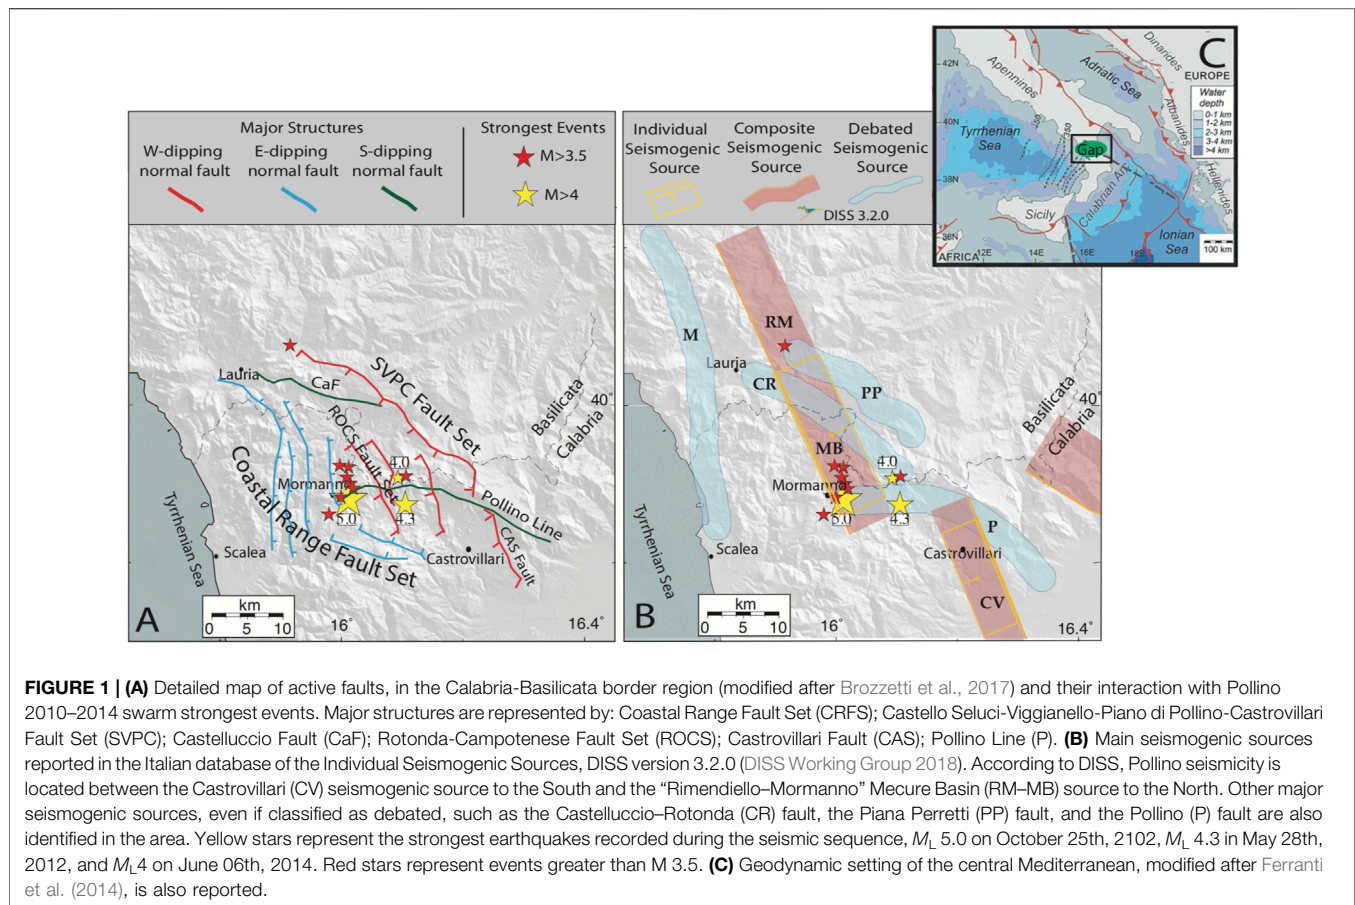 Major Structures
W-dipping
normal fault
E-dipping
normal fault
S-dipping
normal fault
Strongest Events
M>3.5
M>4
Lauria
CaF
SVPC Fault Set
ROCS Fault Set
Coastal Range Fault Set
Mormanno
4.0
5.0
4.3
Pollino Line
CAS Fault
Castrovillari
Scalea
Tyrrhenian Sea
Basilicata
Calabria
40°
km
0 5 10
A
16°
16.4°
Individual
Seismogenic
Source
Composite
Seismogenic
Source
Debated
Seismogenic
Source
DISS 3.2.0
M
RM
Lauria
CR
PP
MB
Mormanno
4.0
5.0
4.3
P
Castrovillari
CV
Scalea
Tyrrhenian Sea
Basilicata
Calabria
40°
km
0 5 10
B
16°
16.4°
C
EUROPE
Dinarides
Adriatic Sea
Apennines
Albanides
Hellenides
Tyrrhenian
Sea
Gap
50
350
Sicily
Calabrian Arc
Ionian
Sea
AFRICA
42N
40N
38N
36N
12E
14E
16E
18E
Water
depth
0-1 km
1-2 km
2-3 km
3-4 km
>4 km
100 km
FIGURE 1 | (A) Detailed map of active faults, in the Calabria-Basilicata border region (modified after Brozzetti et al., 2017) and their interaction with Pollino
2010–2014 swarm strongest events. Major structures are represented by: Coastal Range Fault Set (CRFS); Castello Seluci-Viggianello-Piano di Pollino-Castrovillari
Fault Set (SVPC); Castelluccio Fault (CaF); Rotonda-Campotenese Fault Set (ROCS); Castrovillari Fault (CAS); Pollino Line (P). (B) Main seismogenic sources
reported in the Italian database of the Individual Seismogenic Sources, DISS version 3.2.0 (DISS Working Group 2018). According to DISS, Pollino seismicity is
located between the Castrovillari (CV) seismogenic source to the South and the “Rimendiello–Mormanno” Mecure Basin (RM–MB) source to the North. Other major
seismogenic sources, even if classified as debated, such as the Castelluccio–Rotonda (CR) fault, the Piana Perretti (PP) fault, and the Pollino (P) fault are also
identified in the area. Yellow stars represent the strongest earthquakes recorded during the seismic sequence, ML 5.0 on October 25th, 2102, ML 4.3 in May 28th,
2012, and ML4 on June 06th, 2014. Red stars represent events greater than M 3.5. (C) Geodynamic setting of the central Mediterranean, modified after Ferranti
et al. (2014), is also reported.